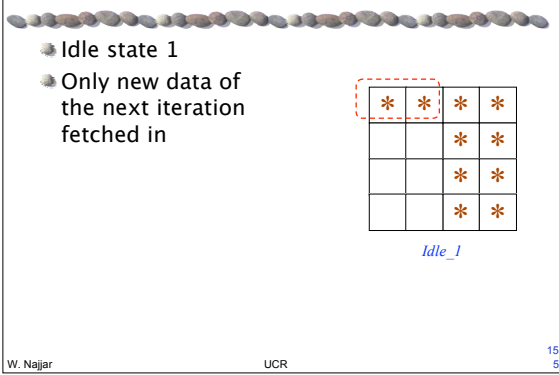 Idle state 1
Only new data of
the next iteration
fetched in
* * * *
* *
* *
* *
Idle_1
15
W. Najjar UCR 5